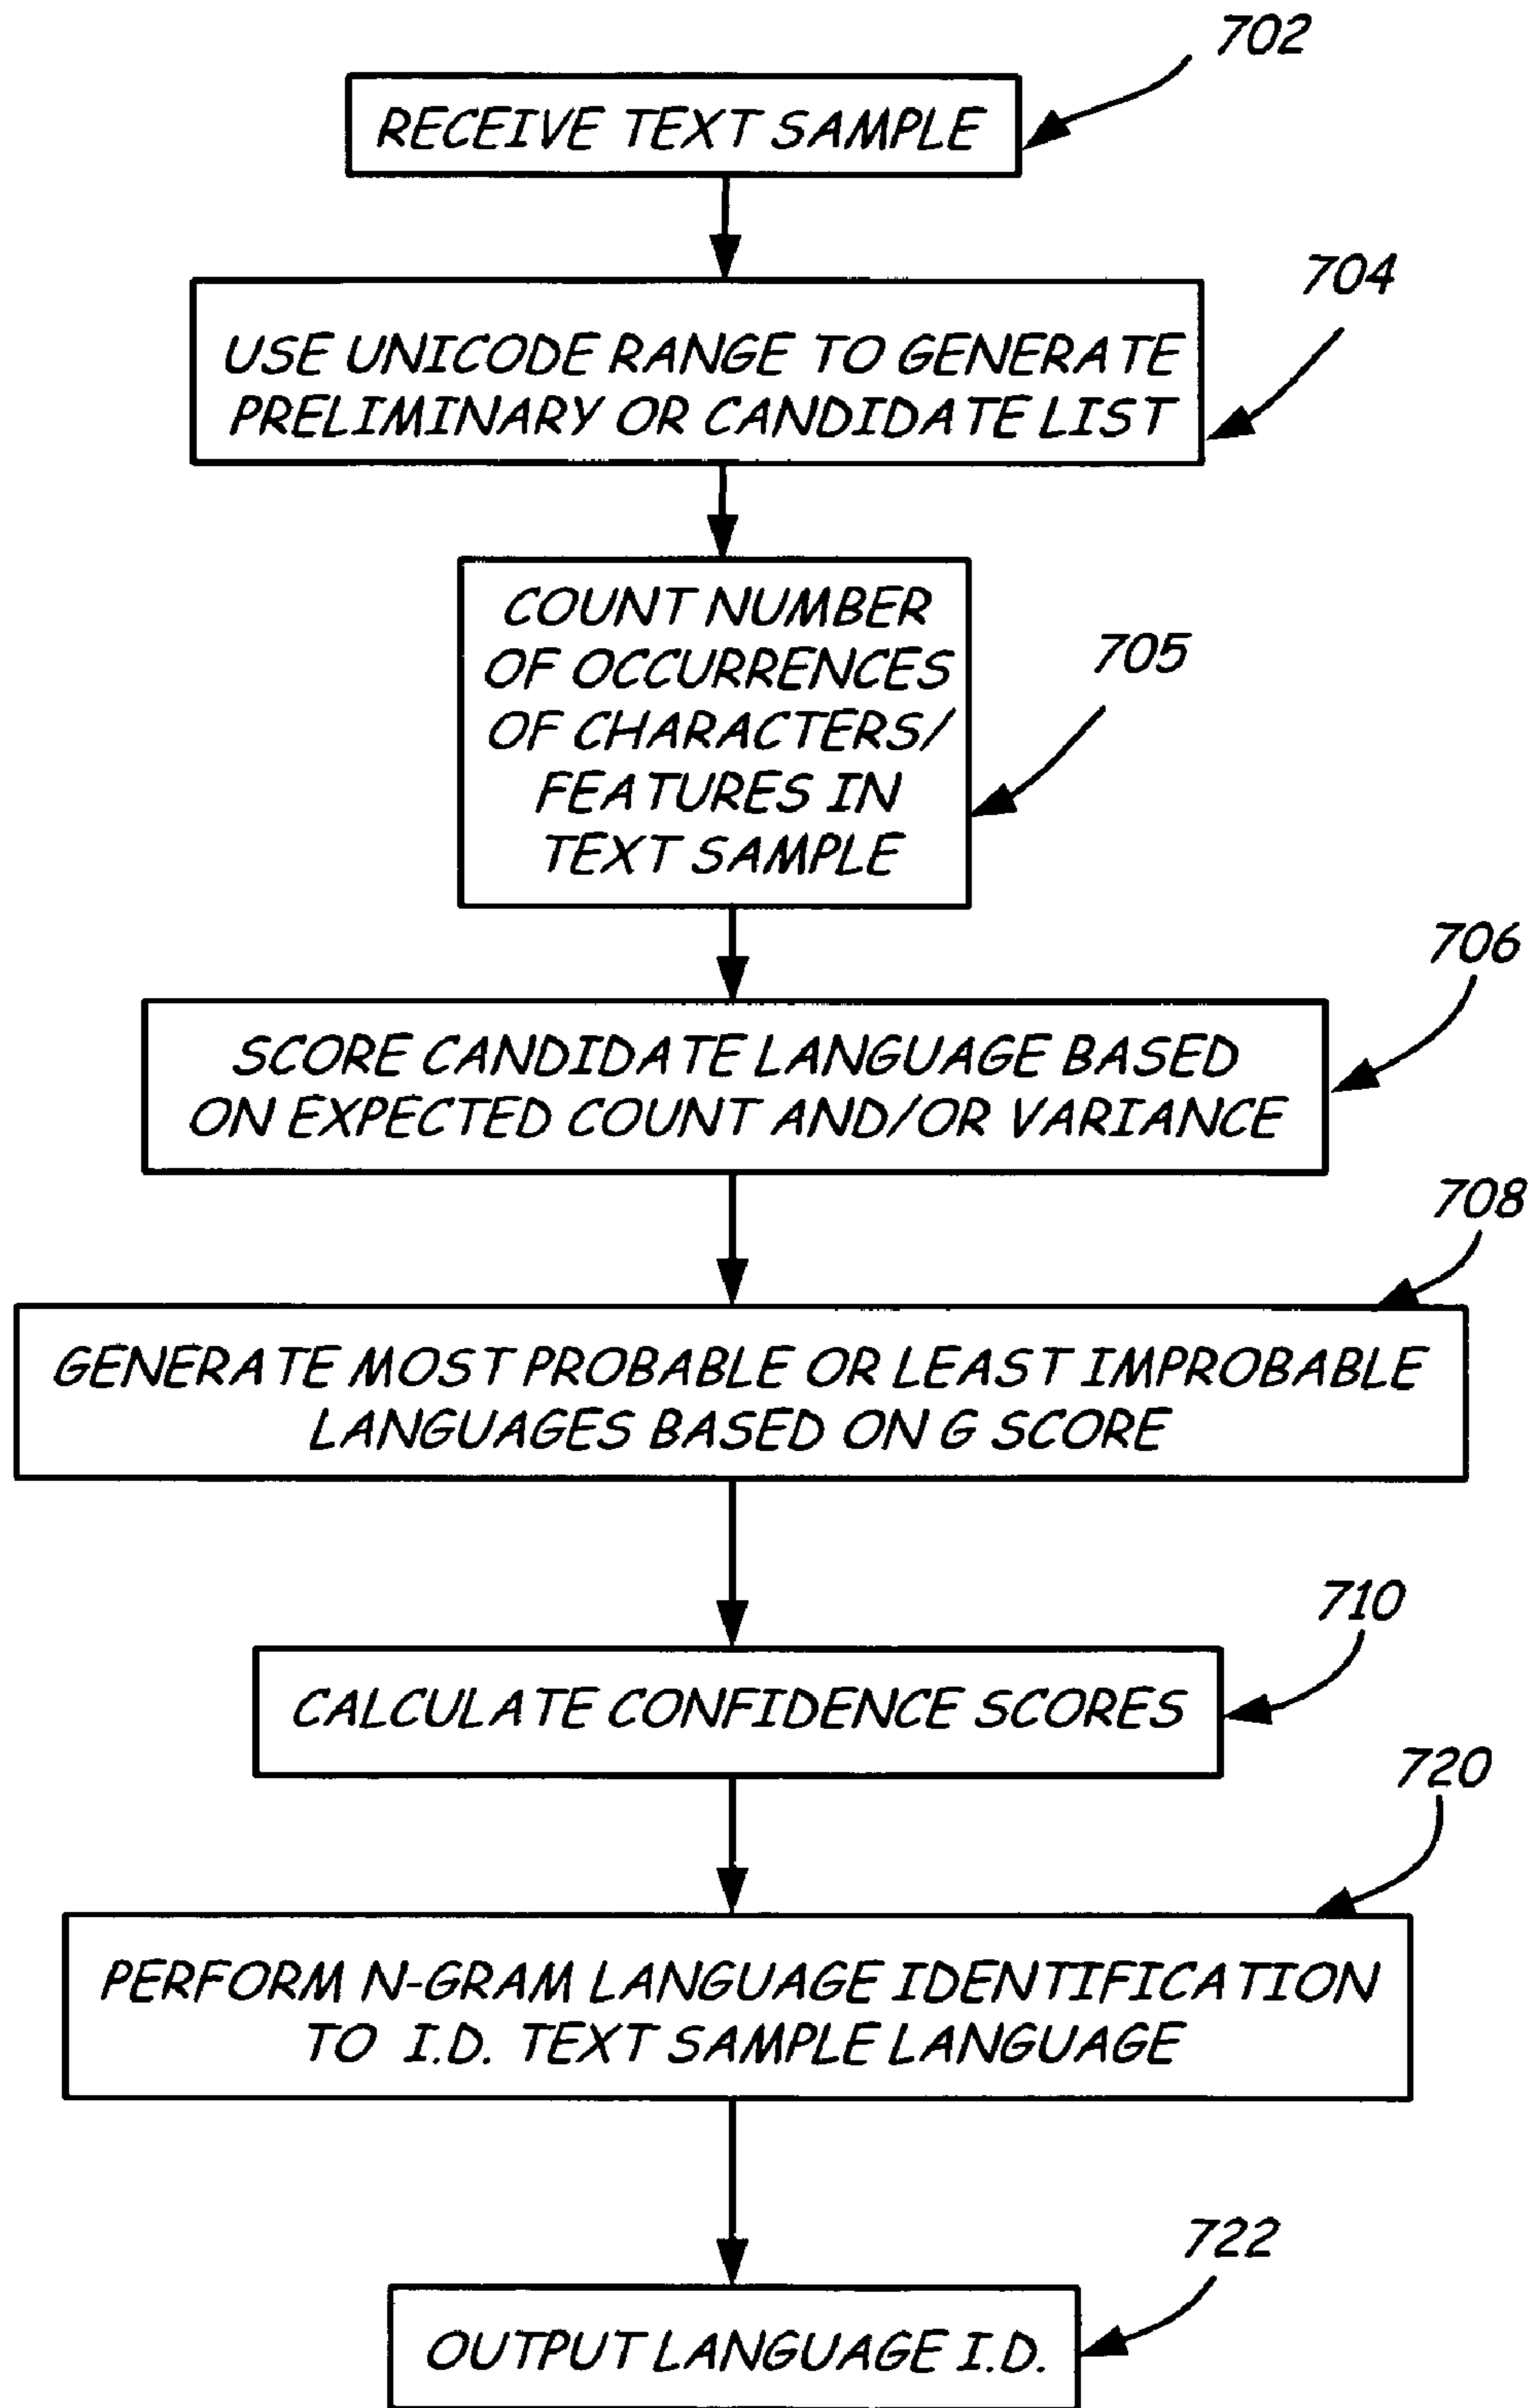 702
RECEIVE TEXT SAMPLE
704
USE UNICODE RANGE TO GENERATE
PRELIMINARY OR CANDIDATE LIST
705
COUNT NUMBER
OF OCCURRENCES
OF CHARACTERS/
FEATURES IN
TEXT SAMPLE
706
SCORE CANDIDATE LANGUAGE BASED
ON EXPECTED COUNT AND/OR VARIANCE
708
GENERATE MOST PROBABLE OR LEAST IMPROBABLE
LANGUAGES BASED ON G SCORE
710
CALCULATE CONFIDENCE SCORES
720
PERFORM N-GRAM LANGUAGE IDENTIFICATION
TO I.D. TEXT SAMPLE LANGUAGE
722
OUTPUT LANGUAGE I.D.